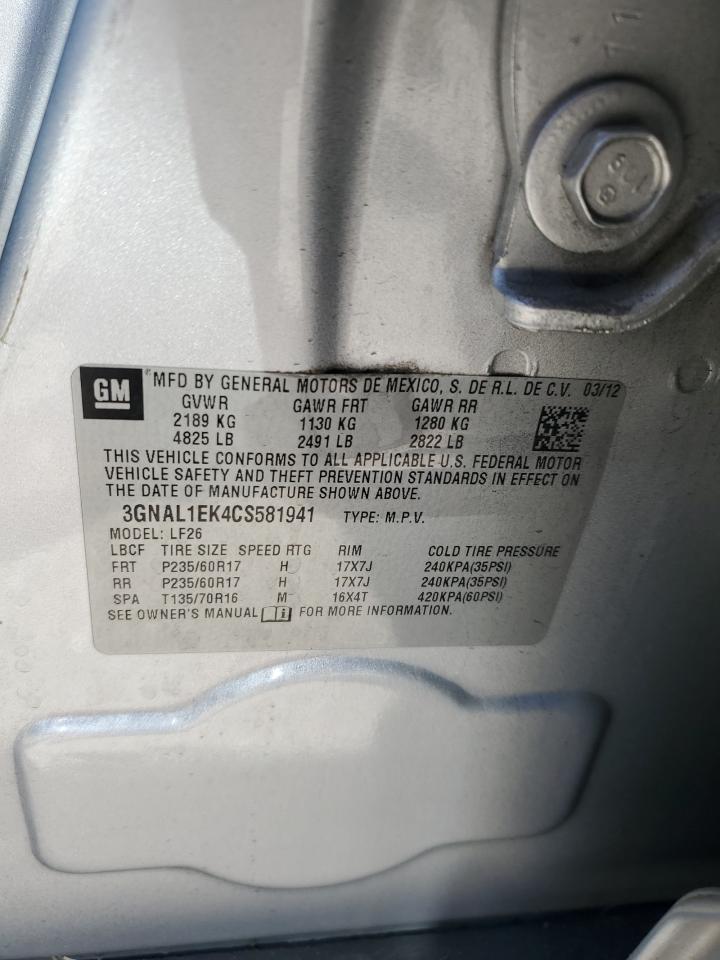 11
109
GM
MFD BY GENERAL MOTORS DE MEXICO, S. DE R.L. DE C.V. 03/12
GVWR GAWR FRT GAWR RR
2189 KG 1130 KG 1280 KG
4825 LB 2491 LB 2822 LB
THIS VEHICLE CONFORMS TO ALL APPLICABLE U.S. FEDERAL MOTOR
VEHICLE SAFETY AND THEFT PREVENTION STANDARDS IN EFFECT ON
THE DATE OF MANUFACTURE SHOWN ABOVE.
3GNAL1EK4CS581941 TYPE: M.P.V.
MODEL: LF26
LBCF TIRE SIZE SPEED RTG RIM COLD TIRE PRESSURE
FRT P235/60R17 H 17X7J 240KPA(35PSI)
RR P235/60R17 H 17X7J 240KPA(35PSI)
SPA T135/70R16 M 16X4T 420KPA(60PSI)
SEE OWNER'S MANUAL i FOR MORE INFORMATION.